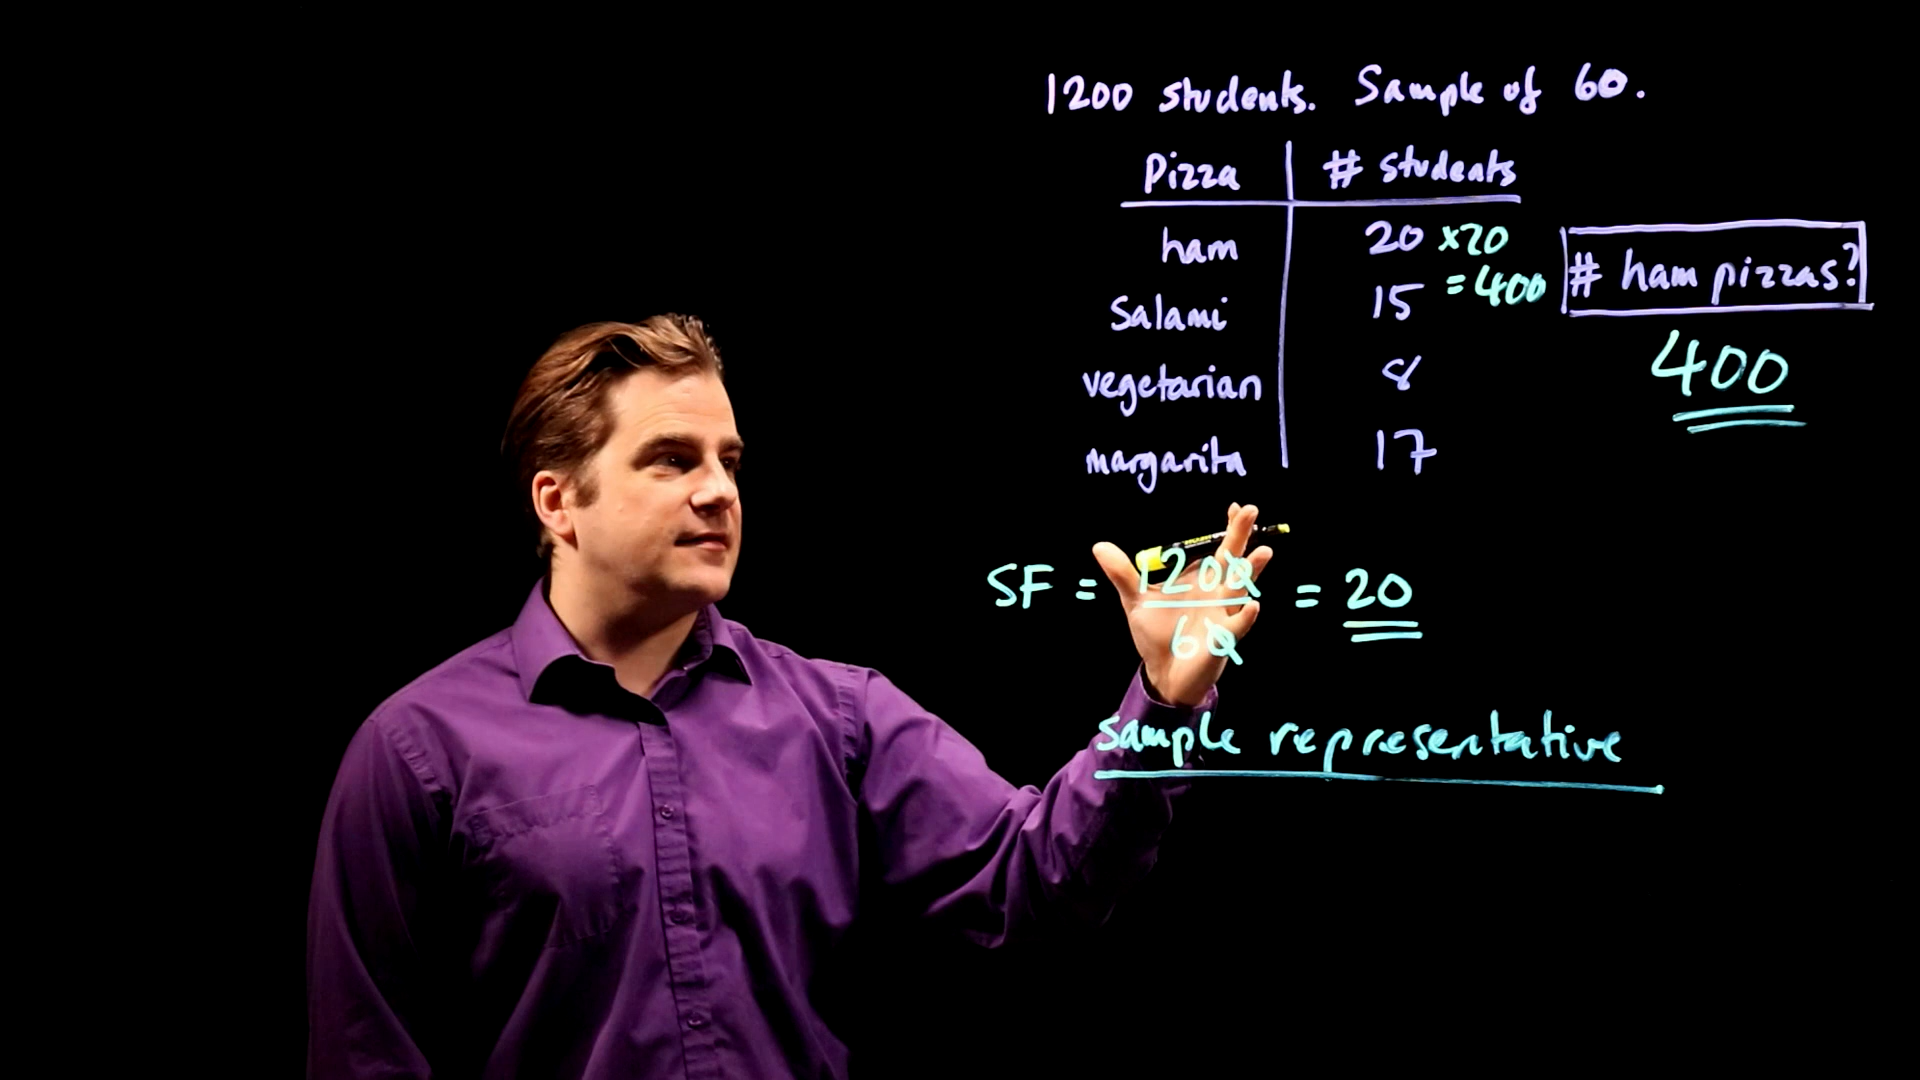 1200 students. Sample of 60.
Pizza # students
ham 20 ×20
= 400
Salami 15
vegetarian 8
margarita 17
# ham pizzas?
400
SF = 1200 / 60 = 20
sample representative